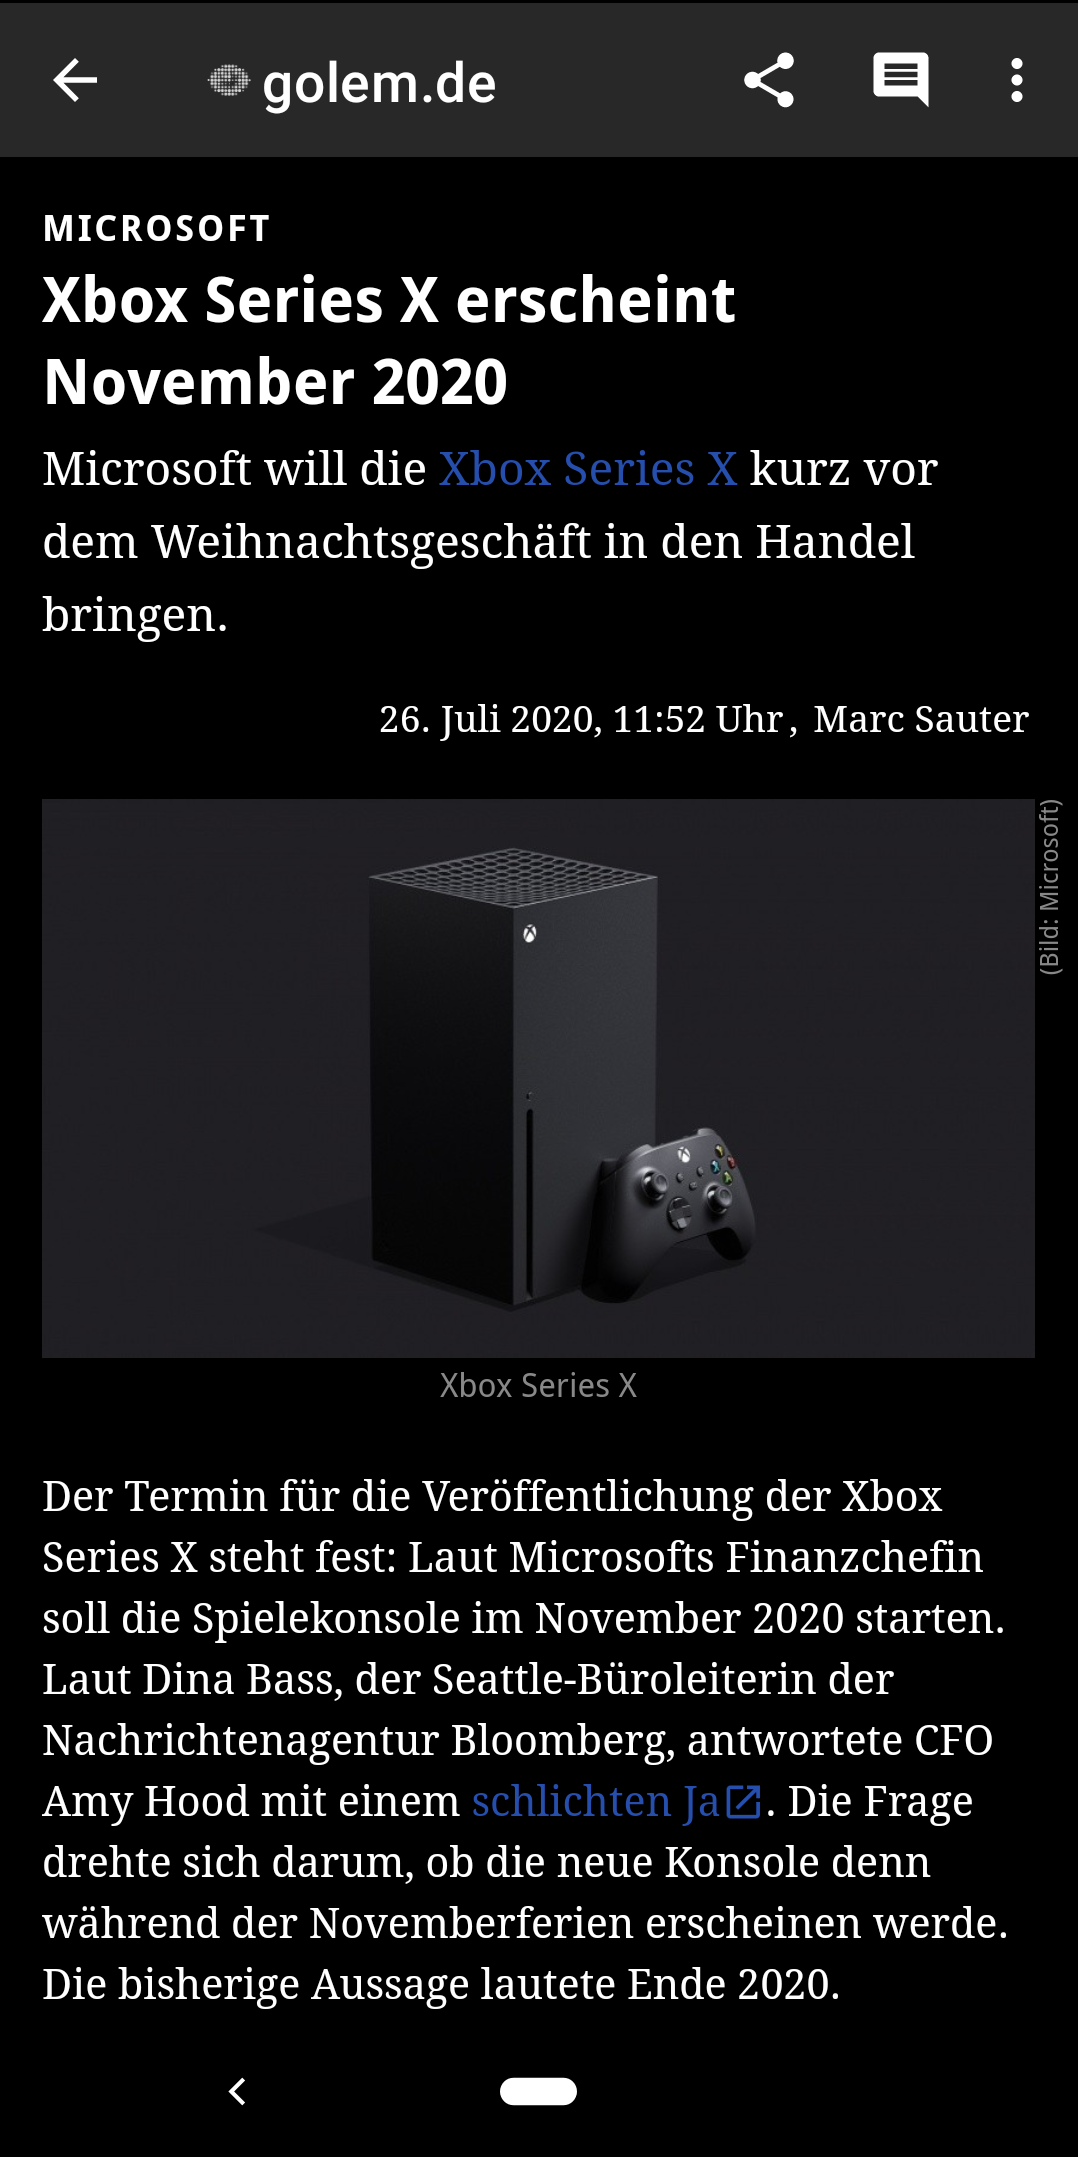 golem.de
MICROSOFT
Xbox Series X erscheint
November 2020
Microsoft will die Xbox Series X kurz vor
dem Weihnachtsgeschäft in den Handel
bringen.
26. Juli 2020, 11:52 Uhr, Marc Sauter
(Bild: Microsoft)
Xbox Series X
Der Termin für die Veröffentlichung der Xbox
Series X steht fest: Laut Microsofts Finanzchefin
soll die Spielekonsole im November 2020 starten.
Laut Dina Bass, der Seattle-Büroleiterin der
Nachrichtenagentur Bloomberg, antwortete CFO
Amy Hood mit einem schlichten Ja. Die Frage
drehte sich darum, ob die neue Konsole denn
während der Novemberferien erscheinen werde.
Die bisherige Aussage lautete Ende 2020.